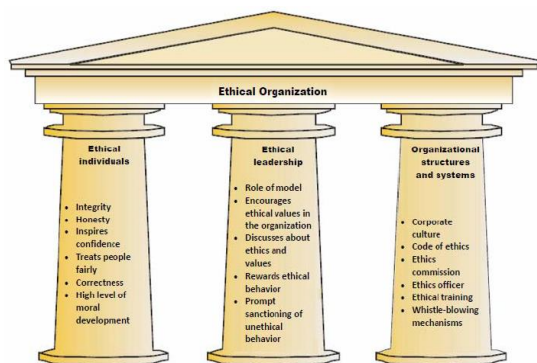 Ethical Organization
Ethical
individuals
• Integrity
• Honesty
• Inspires
confidence
• Treats people
fairly
• Correctness
• High level of
moral
development
Ethical
leadership
• Role of model
• Encourages
ethical values in
the organization
• Discusses about
ethics and
values
• Rewards ethical
behavior
• Prompt
sanctioning of
unethical
behavior
Organizational
structures
and systems
• Corporate
culture
• Code of ethics
• Ethics
commission
• Ethics officer
• Ethical training
• Whistle-blowing
mechanisms